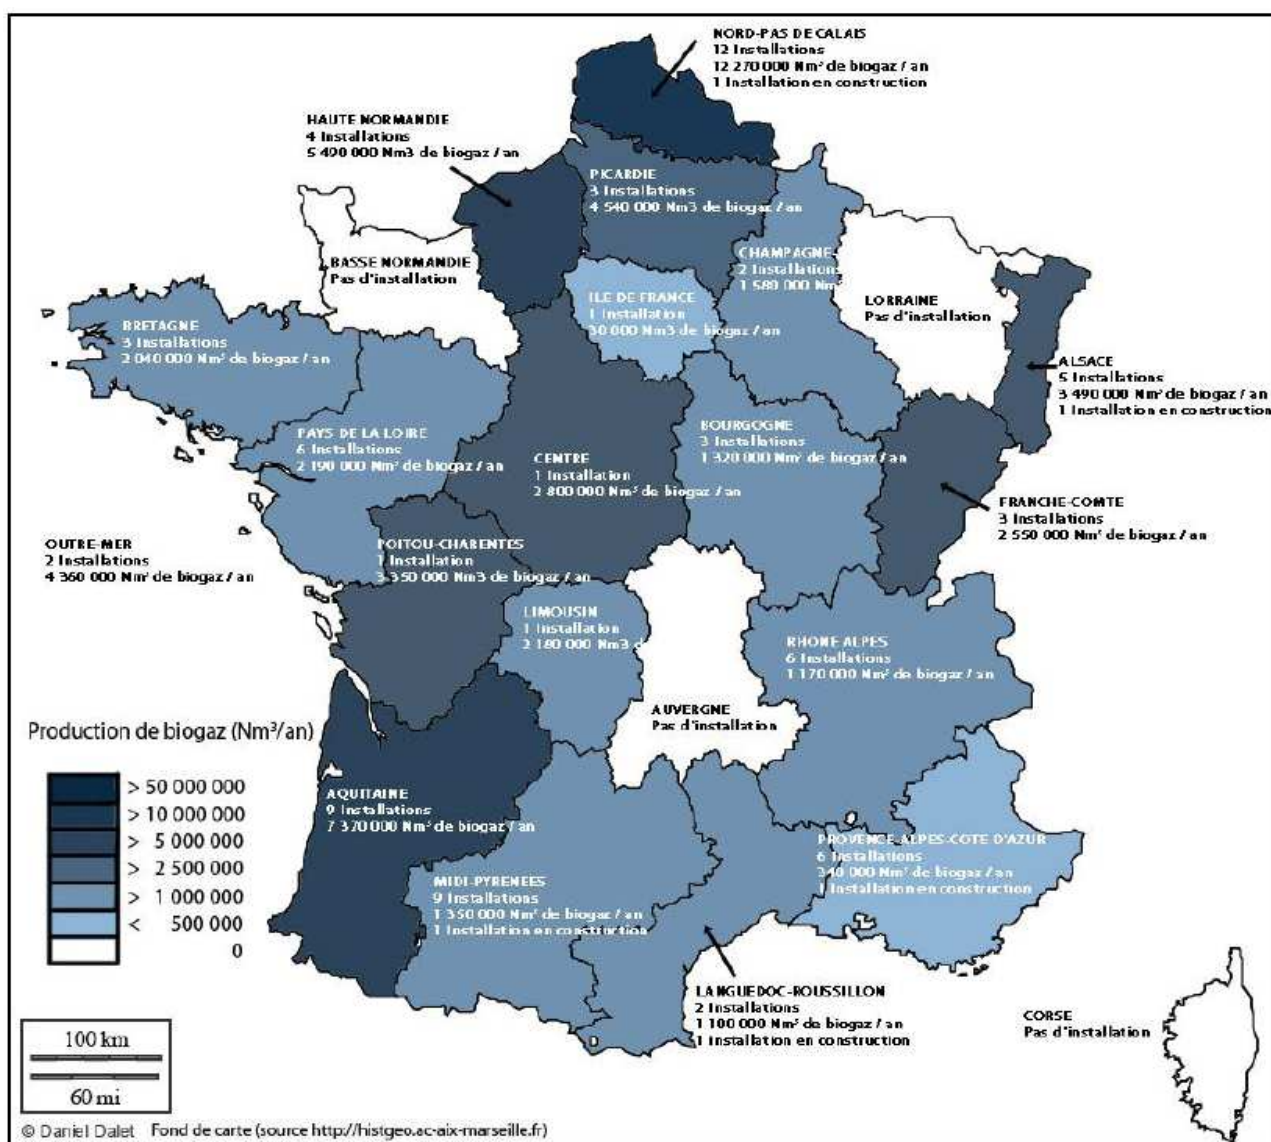 NORD-PAS DE CALAIS
12 Installations
12 270 000 Nm³ de biogaz / an
1 Installation en construction
HAUTE NORMANDIE
4 Installations
5 490 000 Nm3 de biogaz / an
PICARDIE
3 Installations
4 540 000 Nm3 de biogaz / an
BASSE NORMANDIE
Pas d'installation
CHAMPAGNE-
2 Installations
1 580 000 Nm³
LORRAINE
Pas d'installation
ILE DE FRANCE
1 Installation
30 000 Nm3 de biogaz / an
BRETAGNE
3 Installations
2 040 000 Nm³ de biogaz / an
ALSACE
5 Installations
3 490 000 Nm³ de biogaz / an
1 Installation en construction
PAYS DE LA LOIRE
6 Installations
2 190 000 Nm³ de biogaz / an
CENTRE
1 Installation
2 800 000 Nm³ de biogaz / an
BOURGOGNE
3 Installations
1 320 000 Nm³ de biogaz / an
FRANCHE-COMTE
3 Installations
2 550 000 Nm³ de biogaz / an
OUTRE-MER
2 Installations
4 360 000 Nm³ de biogaz / an
POITOU-CHARENTES
1 Installation
3 350 000 Nm3 de biogaz / an
LIMOUSIN
1 Installation
2 180 000 Nm3 d
RHONE ALPES
6 Installations
1 170 000 Nm³ de biogaz / an
AUVERGNE
Pas d'installation
Production de biogaz (Nm³/an)
> 50 000 000
> 10 000 000
> 5 000 000
> 2 500 000
> 1 000 000
< 500 000
0
AQUITAINE
9 Installations
7 370 000 Nm³ de biogaz / an
PROVENCE-ALPES-COTE D'AZUR
6 Installations
340 000 Nm³ de biogaz / an
1 Installation en construction
MIDI-PYRENEES
9 Installations
1 350 000 Nm³ de biogaz / an
1 Installation en construction
LANGUEDOC-ROUSSILLON
2 Installations
1 100 000 Nm³ de biogaz / an
1 Installation en construction
CORSE
Pas d'installation
100 km
60 mi
© Daniel Dalet Fond de carte (source http://histgeo.ac-aix-marseille.fr)